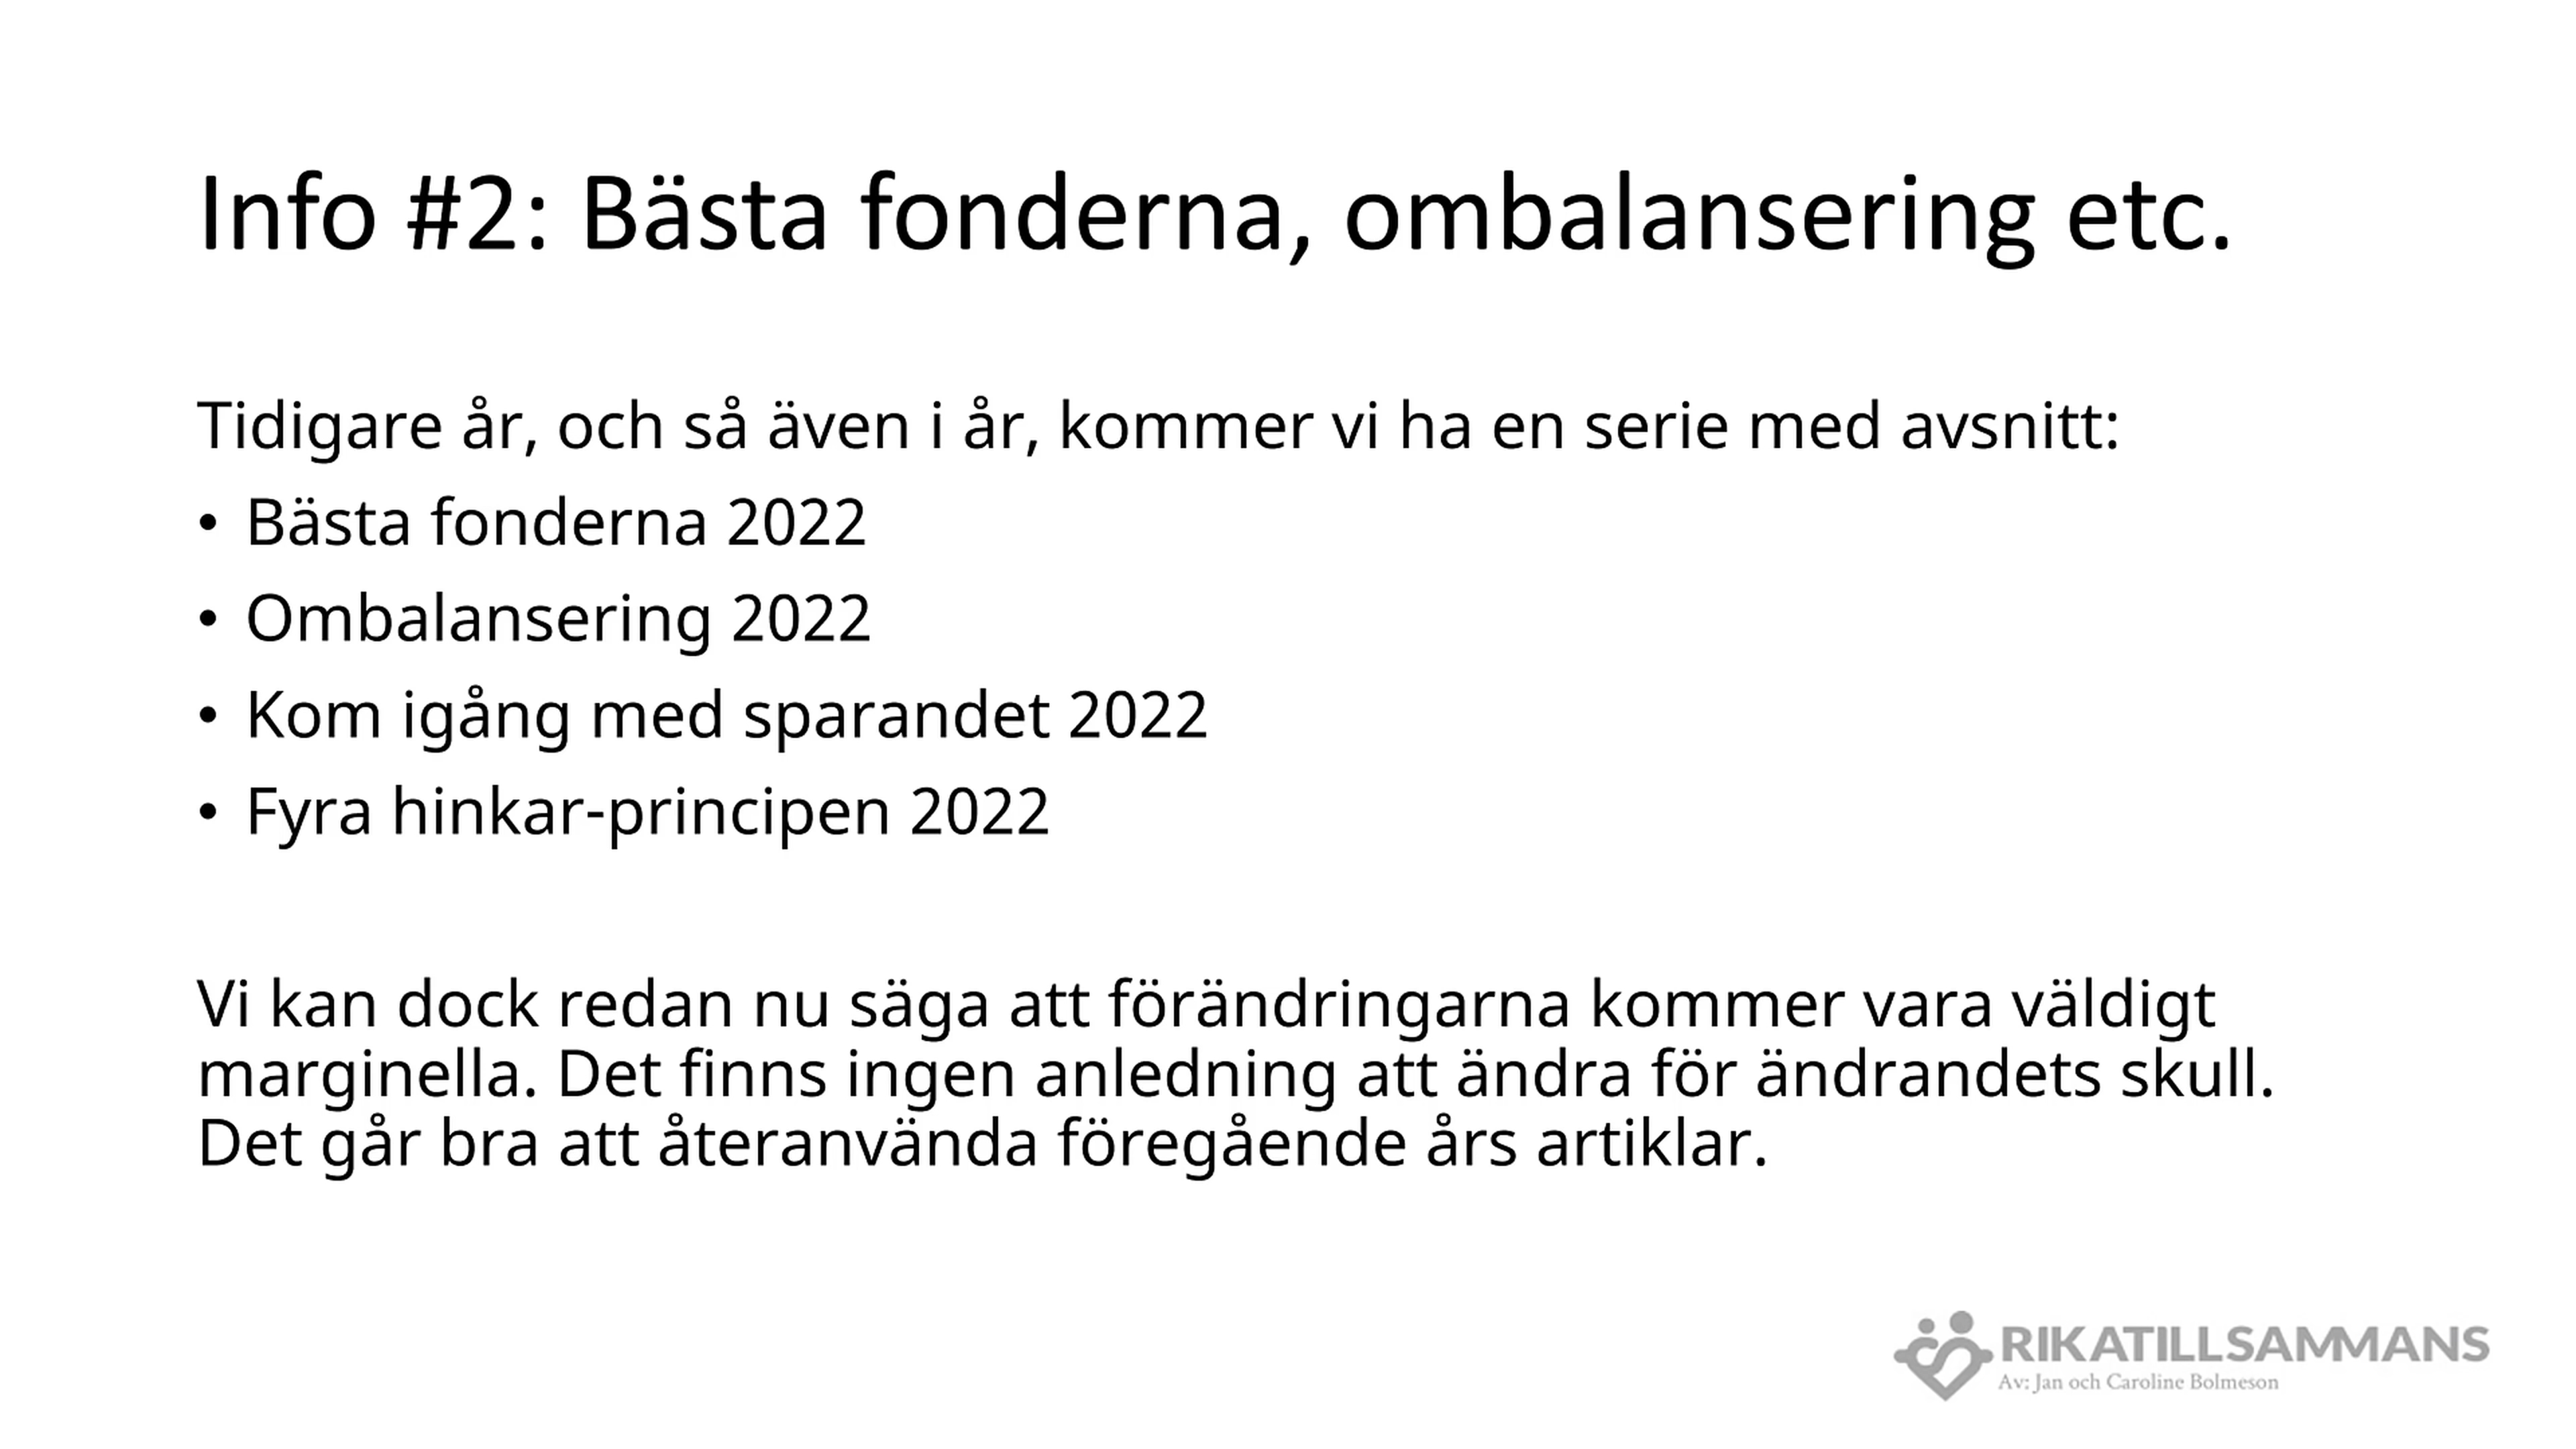 Info #2: Bästa fonderna, ombalansering etc.
Tidigare år, och så även i år, kommer vi ha en serie med avsnitt:
• Bästa fonderna 2022
• Ombalansering 2022
• Kom igång med sparandet 2022
• Fyra hinkar-principen 2022
Vi kan dock redan nu säga att förändringarna kommer vara väldigt
marginella. Det finns ingen anledning att ändra för ändrandets skull.
Det går bra att återanvända föregående års artiklar.
RIKATILLSAMMANS
Av: Jan och Caroline Bolmeson